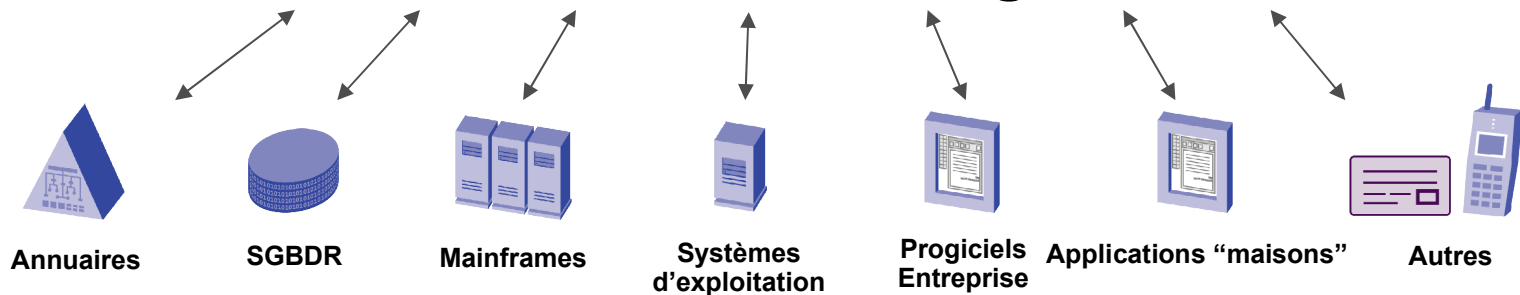 Annuaires
SGBDR
Mainframes
Systèmes
d’exploitation
Progiciels
Entreprise
Applications “maisons”
Autres